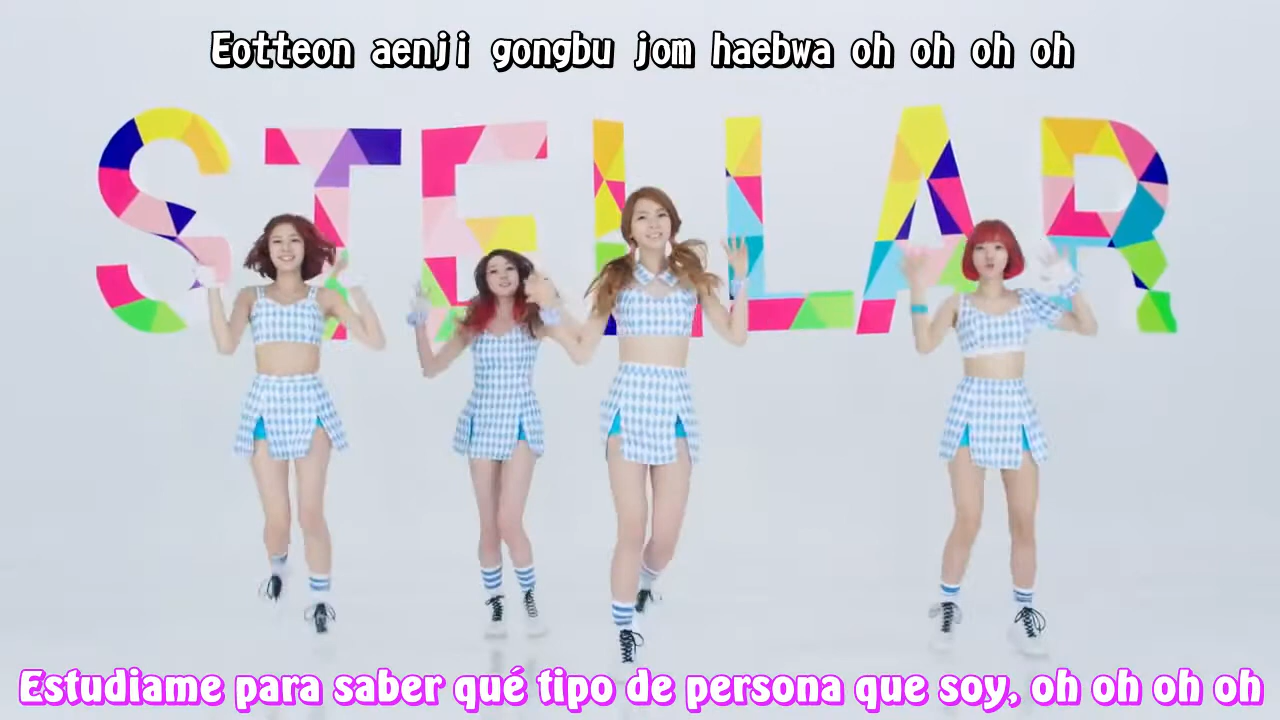 Eotteon aenji gongbu jom haebwa oh oh oh oh
STELLAR
Estudiame para saber qué tipo de persona que soy, oh oh oh oh